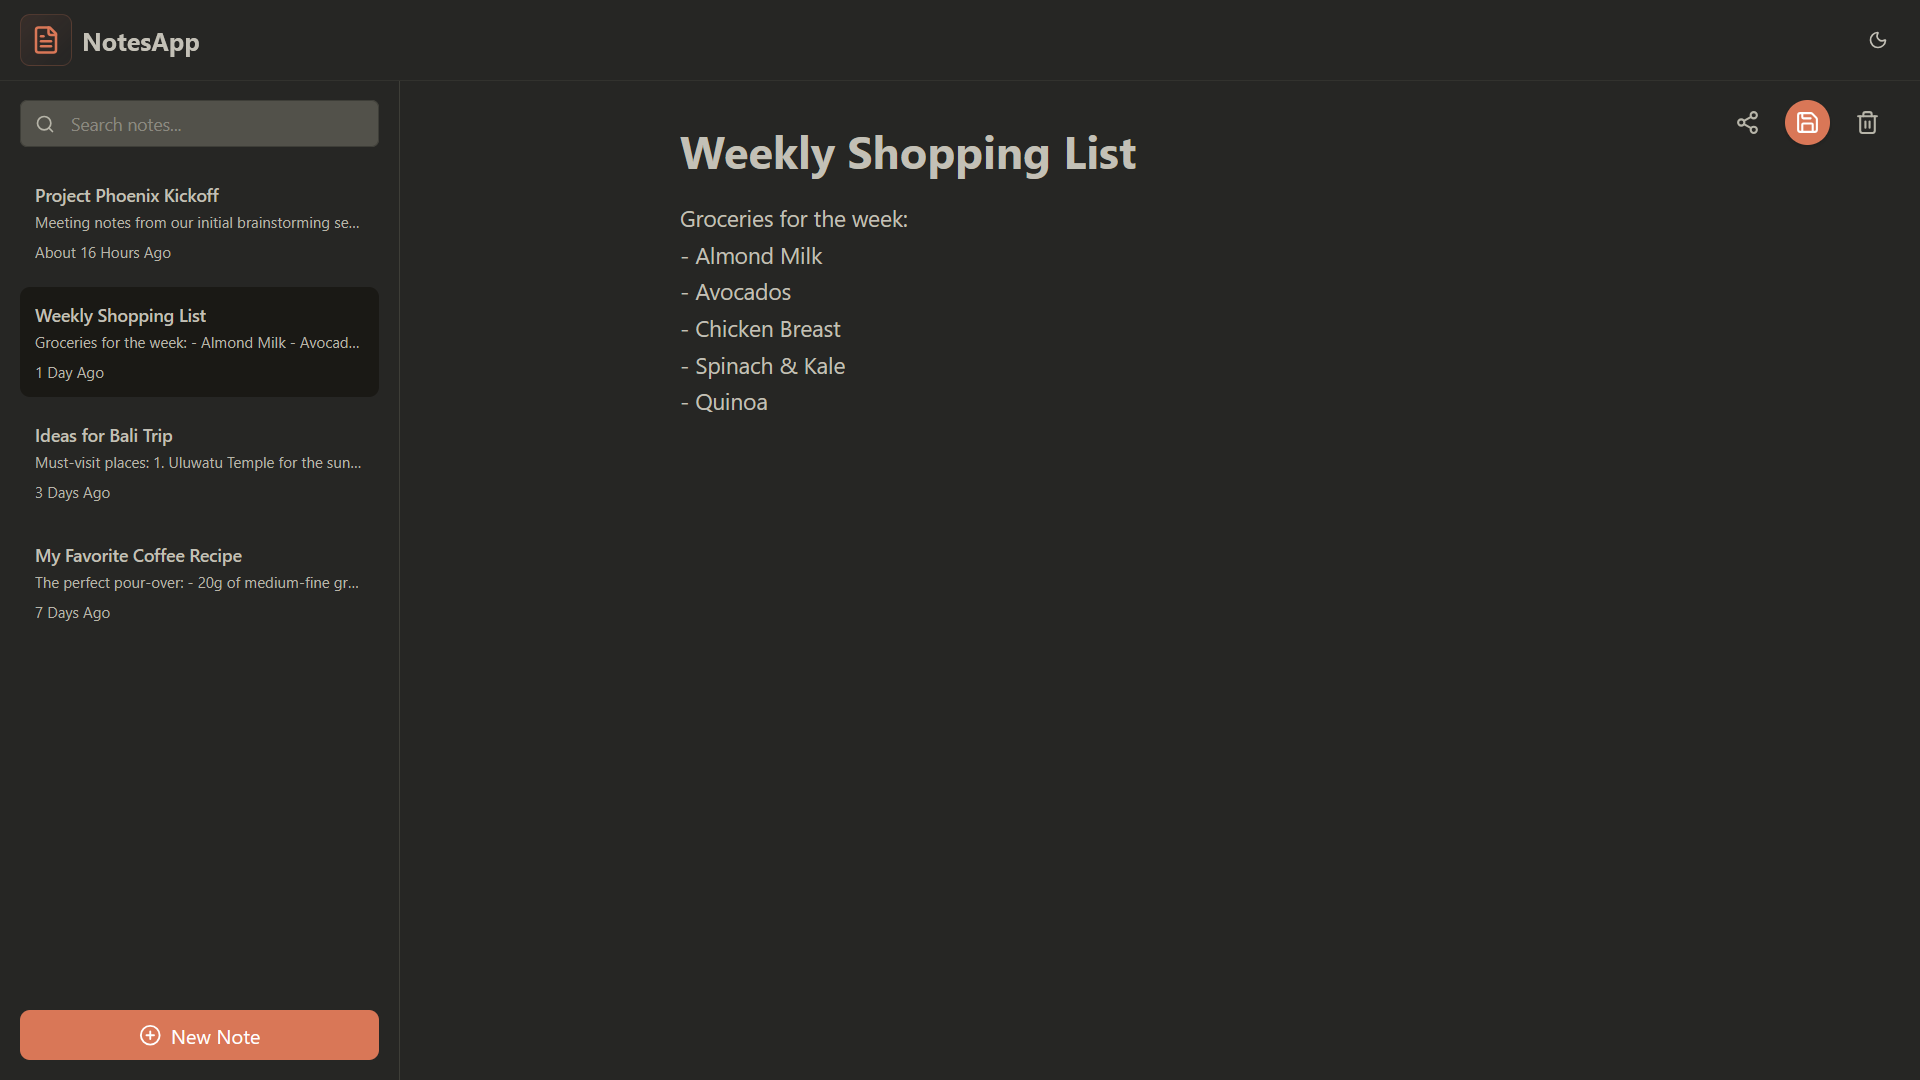 NotesApp
Search notes...
Project Phoenix Kickoff
Meeting notes from our initial brainstorming se...
About 16 Hours Ago
Weekly Shopping List
Groceries for the week: - Almond Milk - Avocad...
1 Day Ago
Ideas for Bali Trip
Must-visit places: 1. Uluwatu Temple for the sun...
3 Days Ago
My Favorite Coffee Recipe
The perfect pour-over: - 20g of medium-fine gr...
7 Days Ago
New Note
Weekly Shopping List
Groceries for the week:
- Almond Milk
- Avocados
- Chicken Breast
- Spinach & Kale
- Quinoa